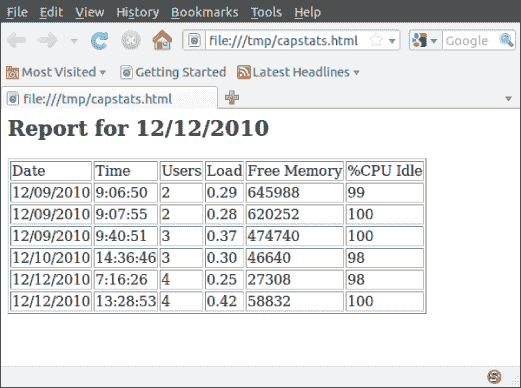 File Edit View History Bookmarks Tools Help
file:///tmp/capstats.html Google
Most Visited Getting Started Latest Headlines
file:///tmp/capstats.html
Report for 12/12/2010
Date Time Users Load Free Memory %CPU Idle
12/09/2010 9:06:50 2 0.29 645988 99
12/09/2010 9:07:55 2 0.28 620252 100
12/09/2010 9:40:51 3 0.37 474740 100
12/10/2010 14:36:46 3 0.30 46640 98
12/12/2010 7:16:26 4 0.25 27308 98
12/12/2010 13:28:53 4 0.42 58832 100